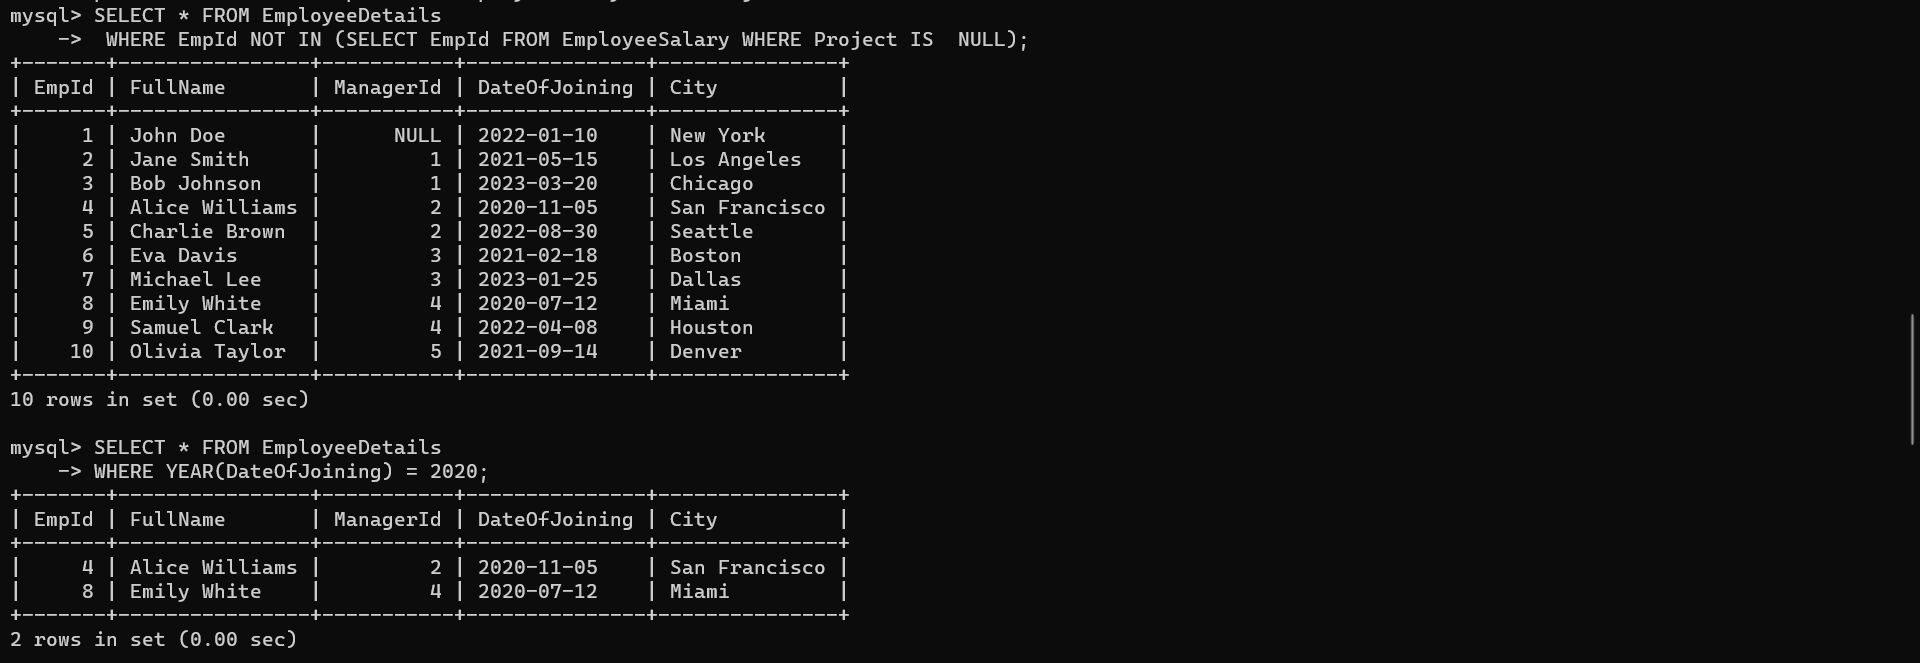 mysql> SELECT * FROM EmployeeDetails
    ->  WHERE EmpId NOT IN (SELECT EmpId FROM EmployeeSalary WHERE Project IS  NULL);
+-------+----------------+-----------+---------------+---------------+
| EmpId | FullName       | ManagerId | DateOfJoining | City          |
+-------+----------------+-----------+---------------+---------------+
|     1 | John Doe       |      NULL | 2022-01-10    | New York      |
|     2 | Jane Smith     |         1 | 2021-05-15    | Los Angeles   |
|     3 | Bob Johnson    |         1 | 2023-03-20    | Chicago       |
|     4 | Alice Williams |         2 | 2020-11-05    | San Francisco |
|     5 | Charlie Brown  |         2 | 2022-08-30    | Seattle       |
|     6 | Eva Davis      |         3 | 2021-02-18    | Boston        |
|     7 | Michael Lee    |         3 | 2023-01-25    | Dallas        |
|     8 | Emily White    |         4 | 2020-07-12    | Miami         |
|     9 | Samuel Clark   |         4 | 2022-04-08    | Houston       |
|    10 | Olivia Taylor  |         5 | 2021-09-14    | Denver        |
+-------+----------------+-----------+---------------+---------------+
10 rows in set (0.00 sec)

mysql> SELECT * FROM EmployeeDetails
    -> WHERE YEAR(DateOfJoining) = 2020;
+-------+----------------+-----------+---------------+---------------+
| EmpId | FullName       | ManagerId | DateOfJoining | City          |
+-------+----------------+-----------+---------------+---------------+
|     4 | Alice Williams |         2 | 2020-11-05    | San Francisco |
|     8 | Emily White    |         4 | 2020-07-12    | Miami         |
+-------+----------------+-----------+---------------+---------------+
2 rows in set (0.00 sec)